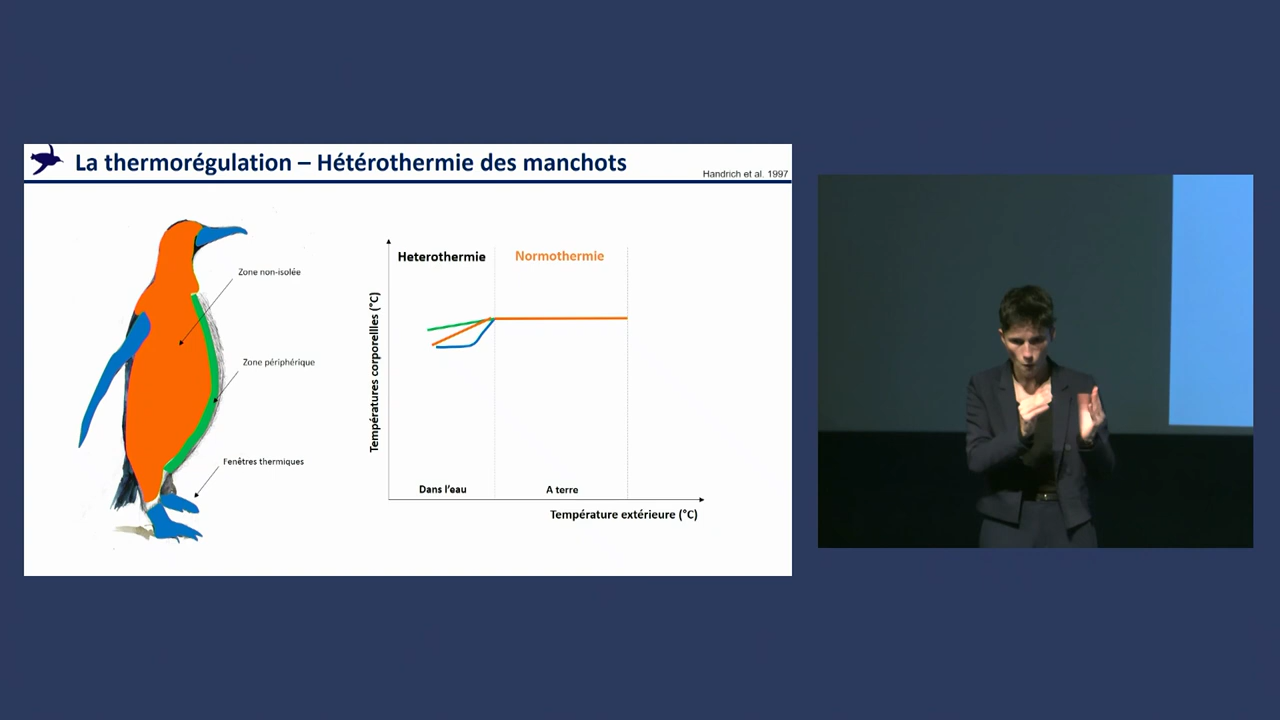 La thermorégulation – Hétérothermie des manchots
Handrich et al. 1997
Zone non-isolée
Zone périphérique
Fenêtres thermiques
Heterothermie
Normothermie
Températures corporellles (°C)
Dans l'eau
A terre
Température extérieure (°C)